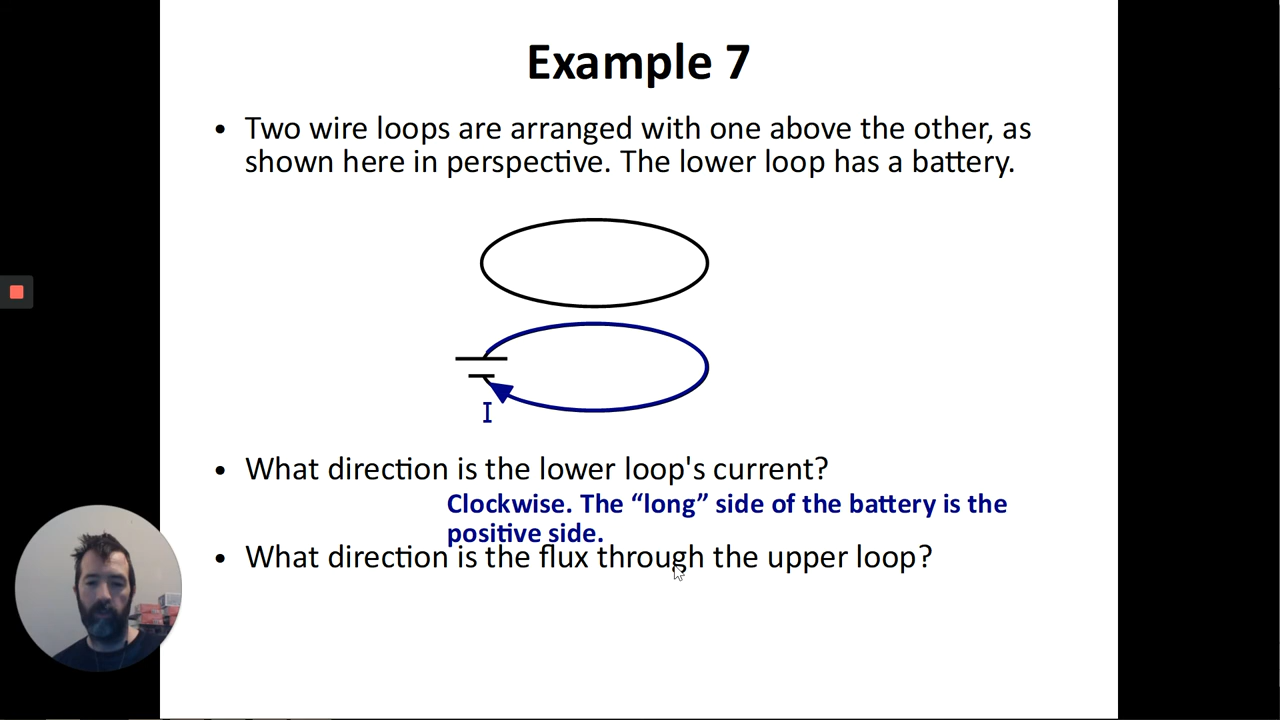 Example 7
• Two wire loops are arranged with one above the other, as
shown here in perspective. The lower loop has a battery.
I
• What direction is the lower loop's current?
Clockwise. The “long” side of the battery is the
positive side.
• What direction is the flux through the upper loop?